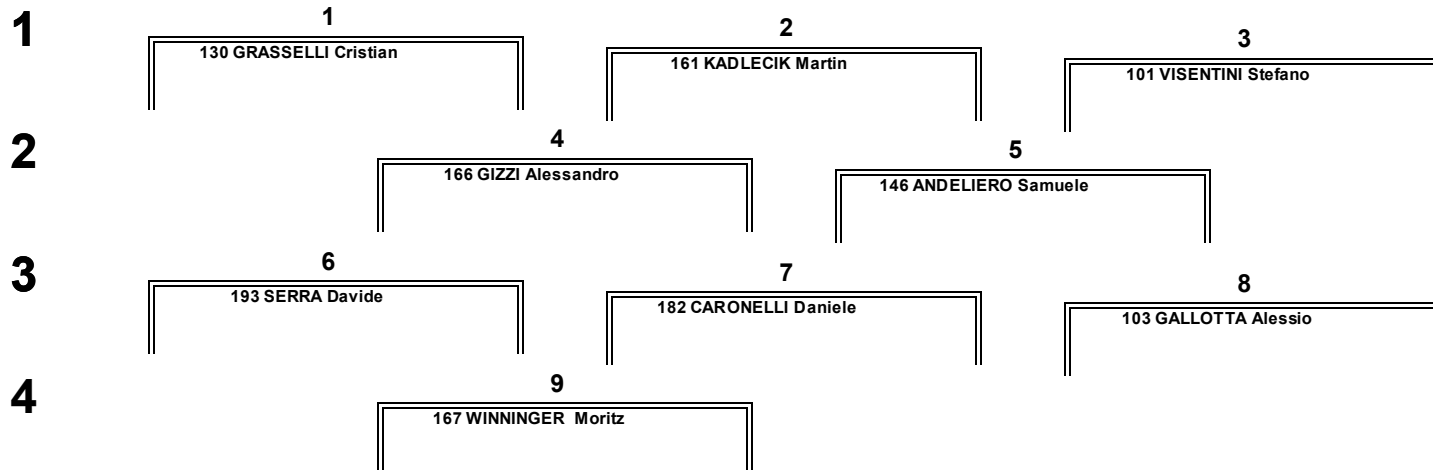 1
1
130 GRASSELLI Cristian
2
161 KADLECIK Martin
3
101 VISENTINI Stefano
2
4
166 GIZZI Alessandro
5
146 ANDELIERO Samuele
3
6
193 SERRA Davide
7
182 CARONELLI Daniele
8
103 GALLOTTA Alessio
4
9
167 WINNINGER  Moritz